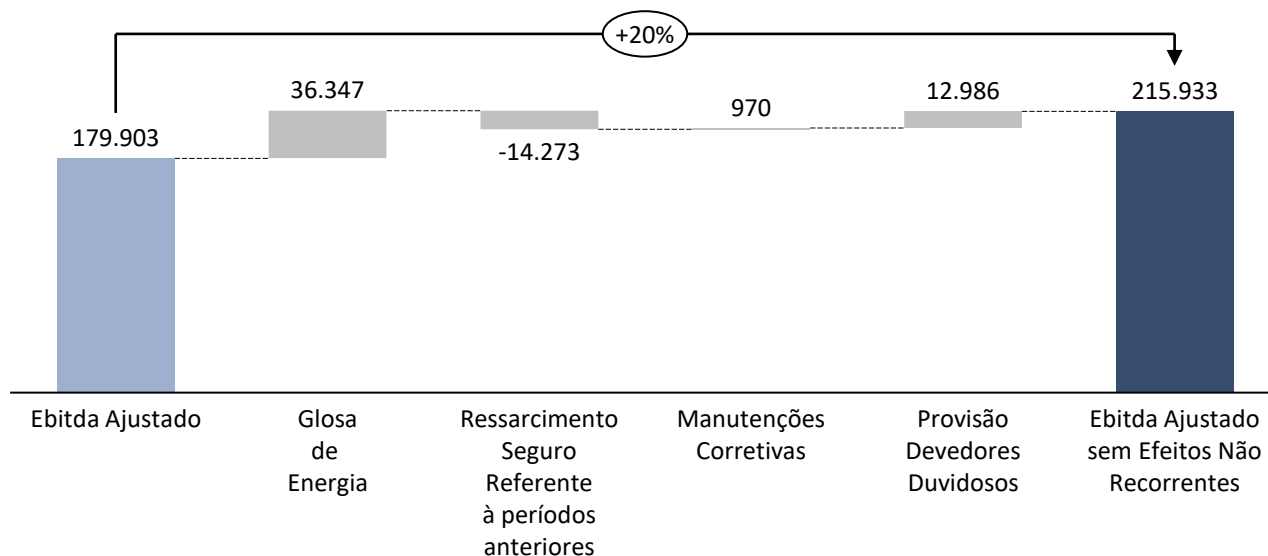 +20%
179.903
36.347
-14.273
970
12.986
215.933
Ebitda Ajustado
Glosa
de
Energia
Ressarcimento
Seguro
Referente
à períodos
anteriores
Manutenções
Corretivas
Provisão
Devedores
Duvidosos
Ebitda Ajustado
sem Efeitos Não
Recorrentes